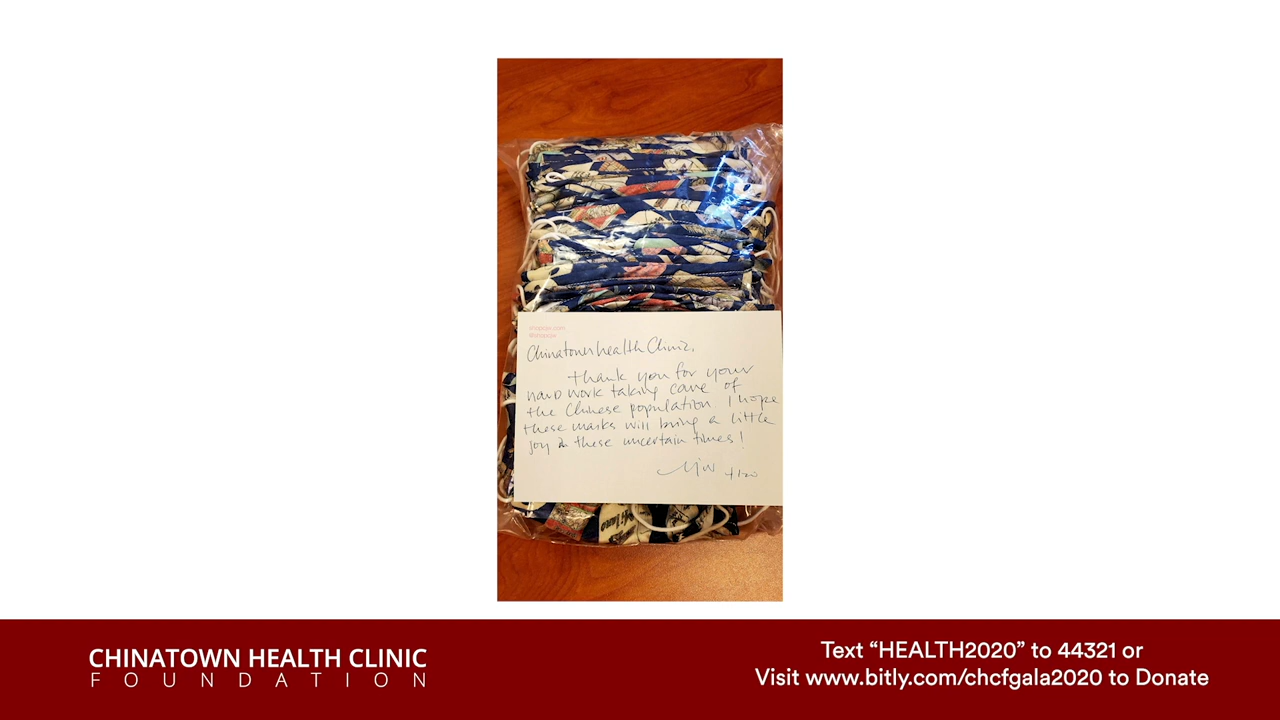 Chinatown health Clinic,
thank you for your
hard work taking care of
the Chinese population. I hope
these masks will bring a little
joy in these uncertain times!
CHINATOWN HEALTH CLINIC
FOUNDATION
Text “HEALTH2020” to 44321 or
Visit www.bitly.com/chcfgala2020 to Donate